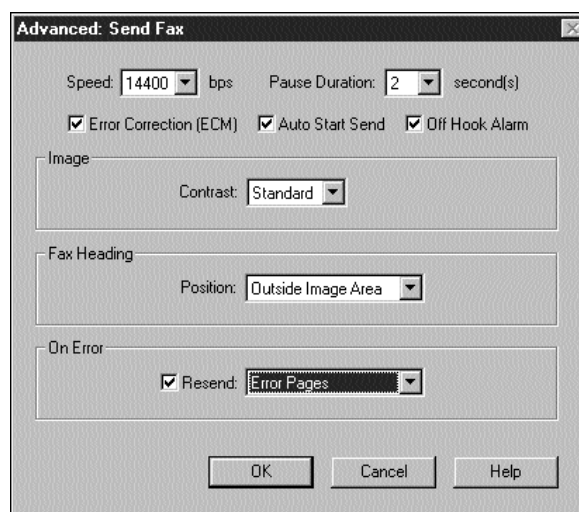 Advanced: Send Fax
Speed: 14400 bps Pause Duration: 2 second(s)
Error Correction (ECM) Auto Start Send Off Hook Alarm
Image
Contrast: Standard
Fax Heading
Position: Outside Image Area
On Error
Resend: Error Pages
OK Cancel Help